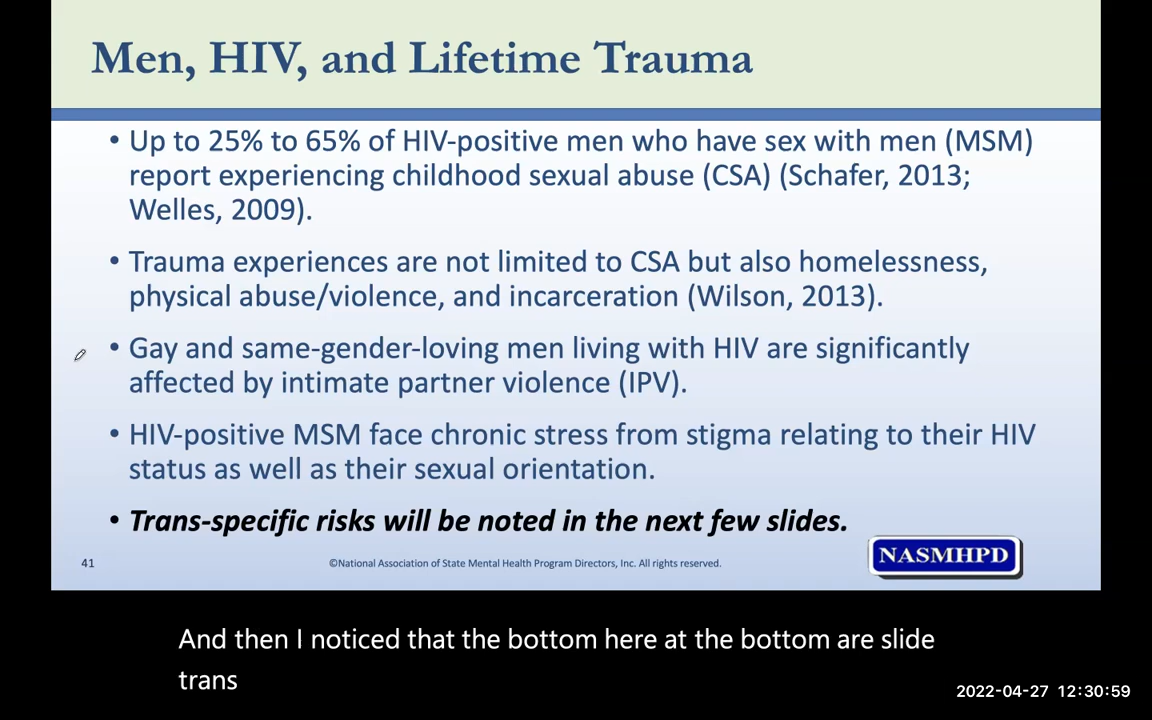 Men, HIV, and Lifetime Trauma
• Up to 25% to 65% of HIV-positive men who have sex with men (MSM)
report experiencing childhood sexual abuse (CSA) (Schafer, 2013;
Welles, 2009).
• Trauma experiences are not limited to CSA but also homelessness,
physical abuse/violence, and incarceration (Wilson, 2013).
• Gay and same-gender-loving men living with HIV are significantly
affected by intimate partner violence (IPV).
• HIV-positive MSM face chronic stress from stigma relating to their HIV
status as well as their sexual orientation.
• Trans-specific risks will be noted in the next few slides.
41
©National Association of State Mental Health Program Directors, Inc. All rights reserved.
NASMHPD
And then I noticed that the bottom here at the bottom are slide
trans
2022-04-27 12:30:59